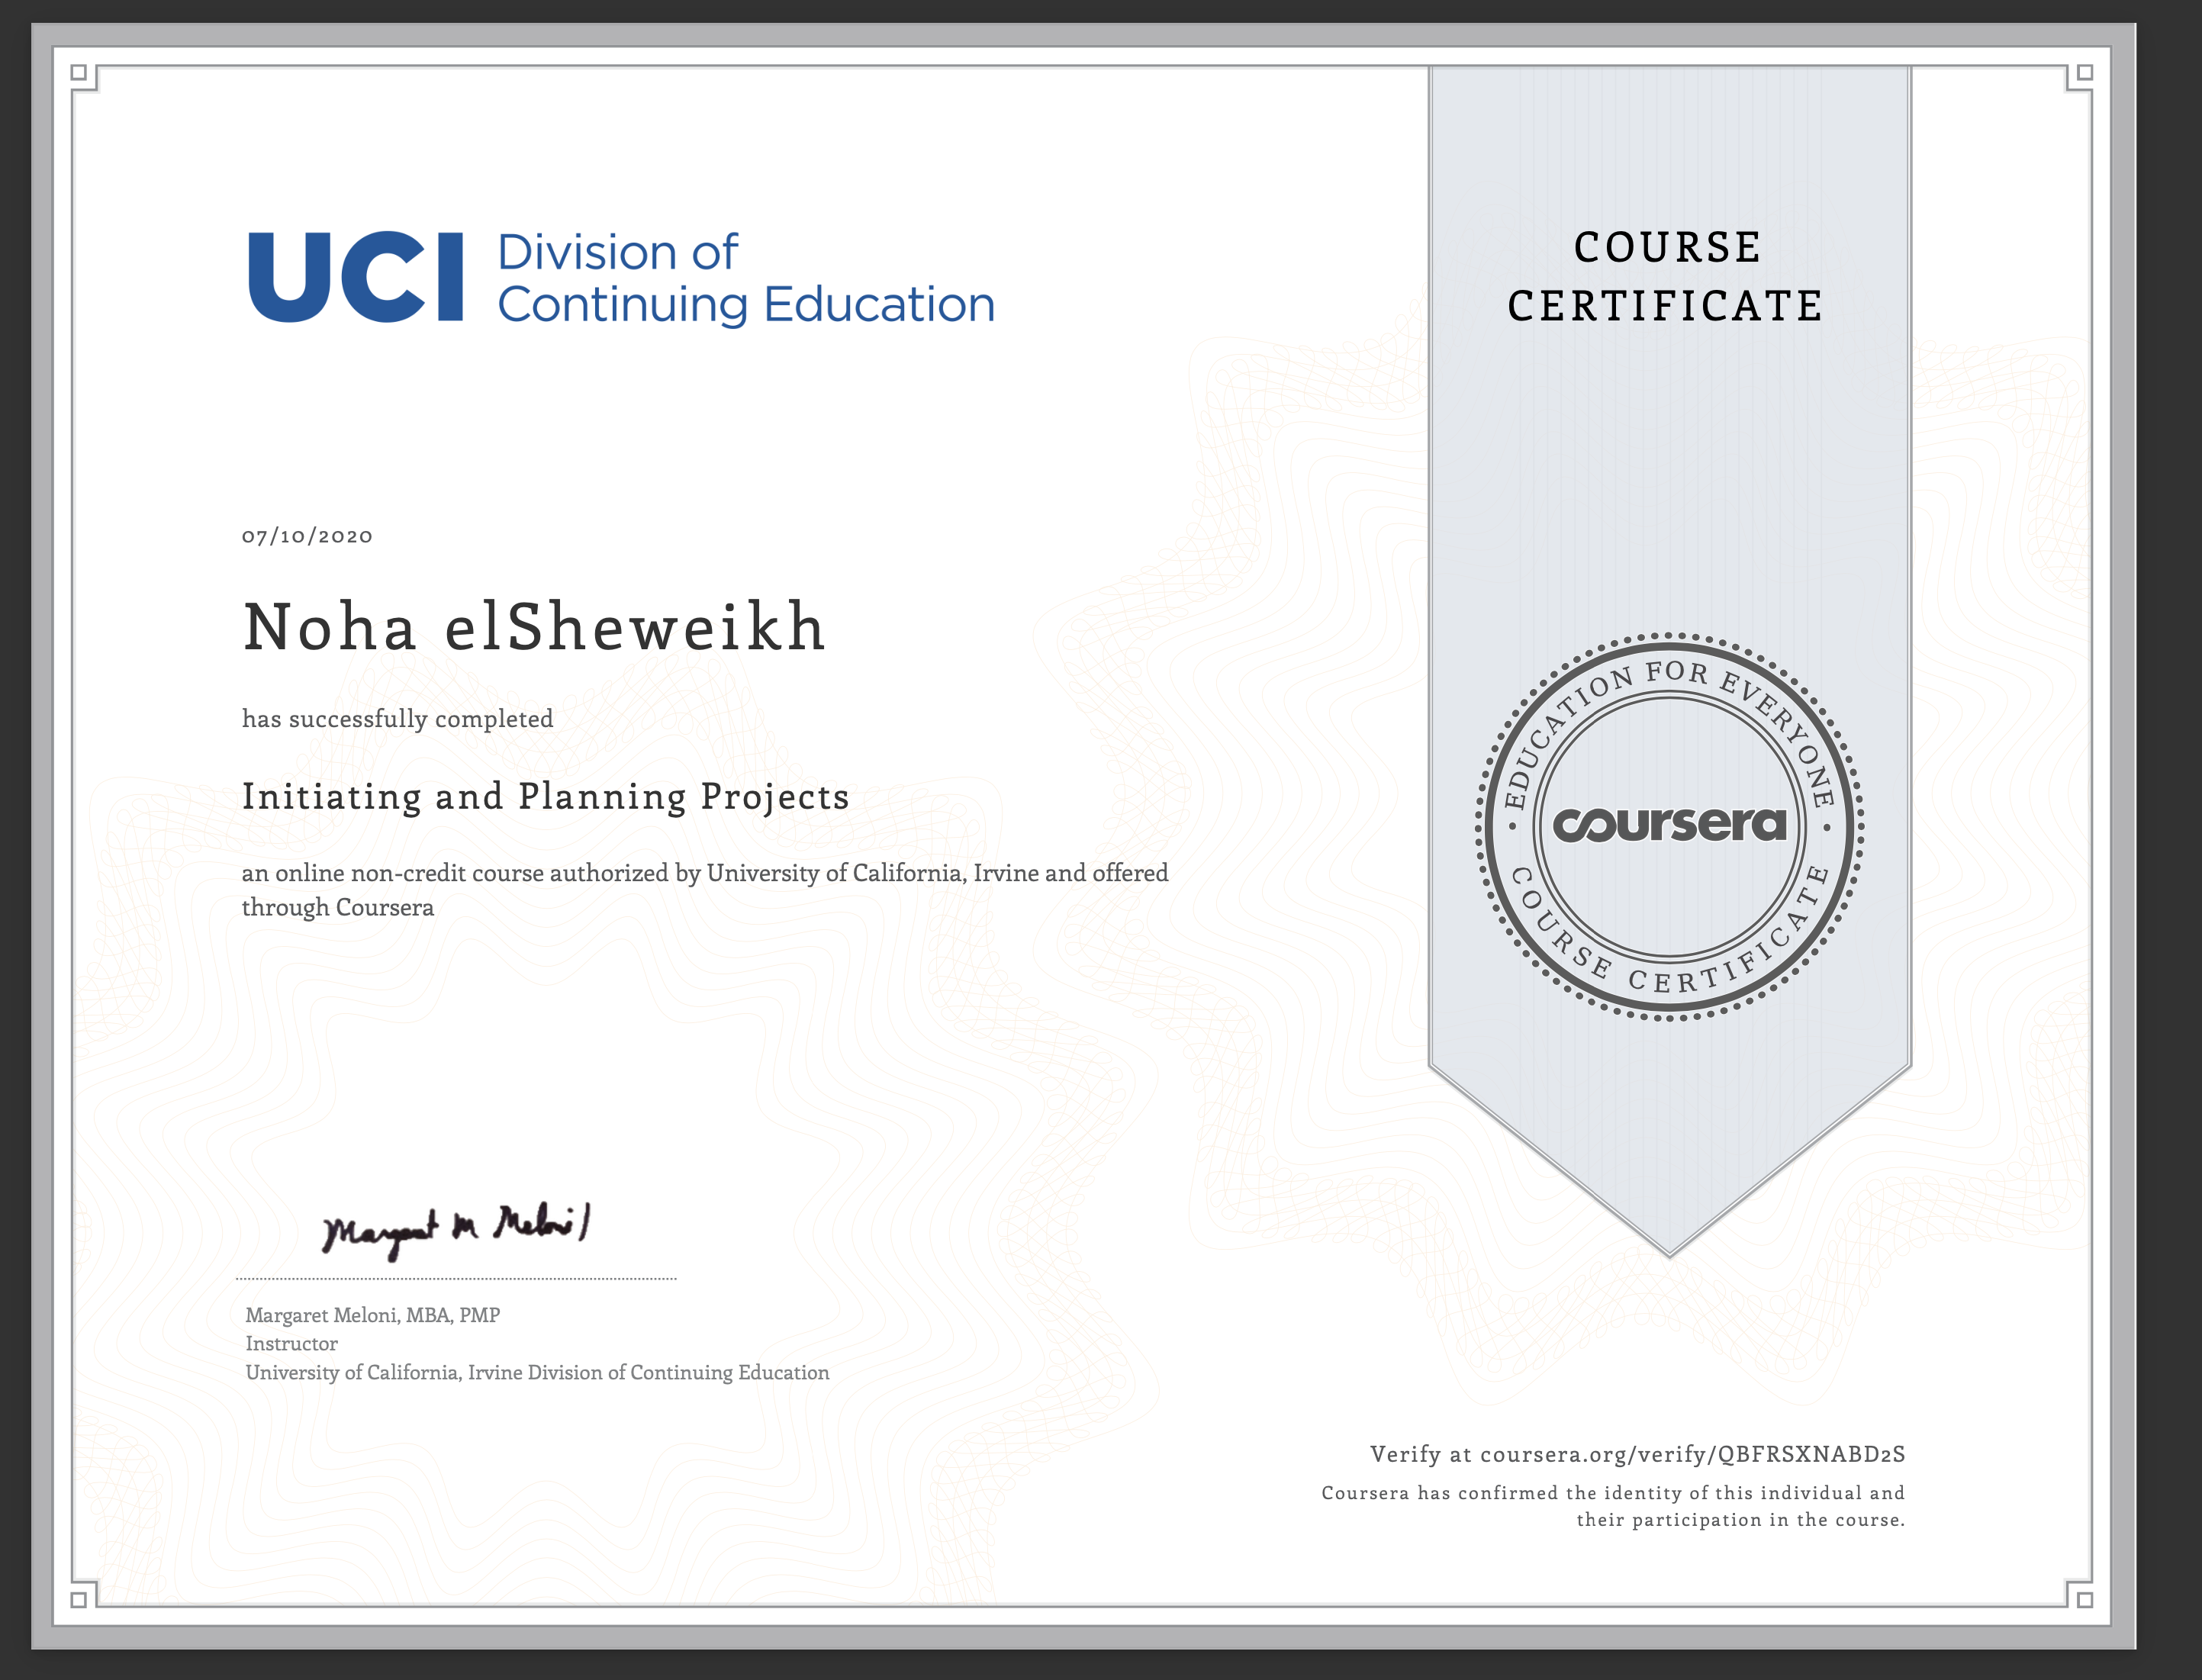 UCI Division of
Continuing Education
COURSE
CERTIFICATE
07/10/2020
Noha elSheweikh
has successfully completed
Initiating and Planning Projects
an online non-credit course authorized by University of California, Irvine and offered
through Coursera
EDUCATION FOR EVERYONE
coursera
COURSE CERTIFICATE
Margaret M Meloni
Margaret Meloni, MBA, PMP
Instructor
University of California, Irvine Division of Continuing Education
Verify at coursera.org/verify/QBFRSXNABD2S
Coursera has confirmed the identity of this individual and
their participation in the course.